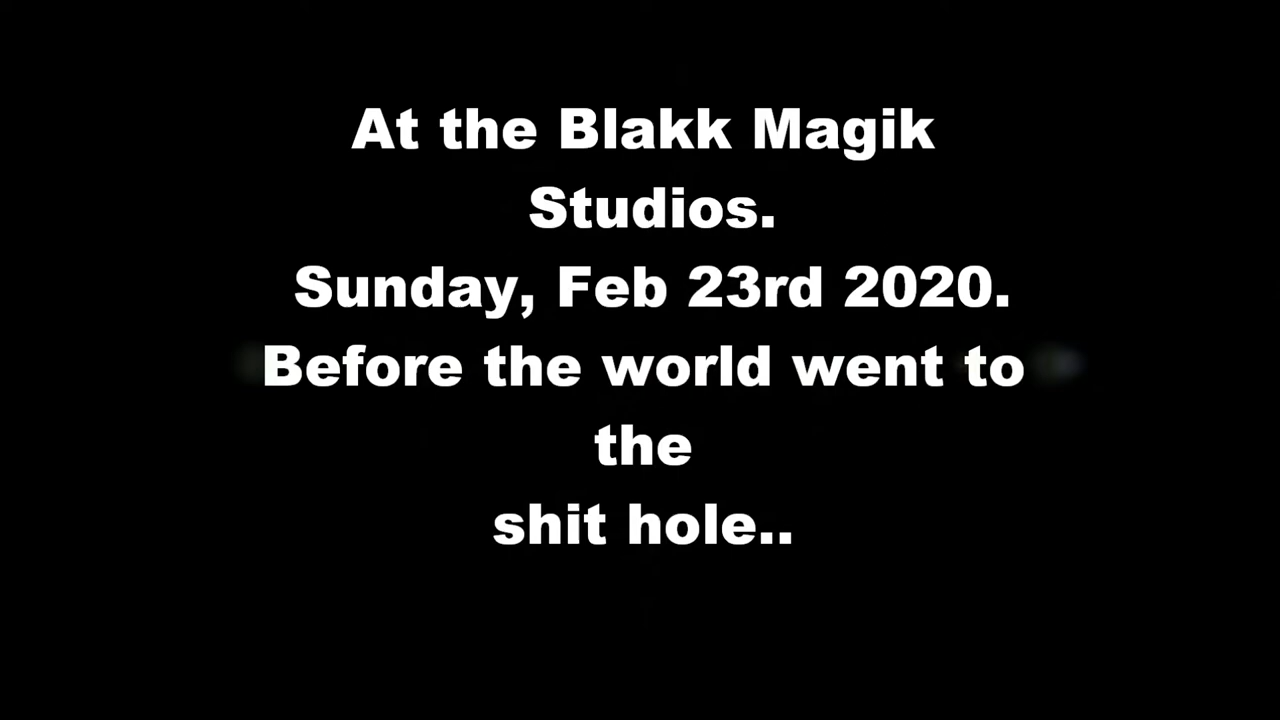 At the Blakk Magik
Studios.
Sunday, Feb 23rd 2020.
Before the world went to
the
shit hole..